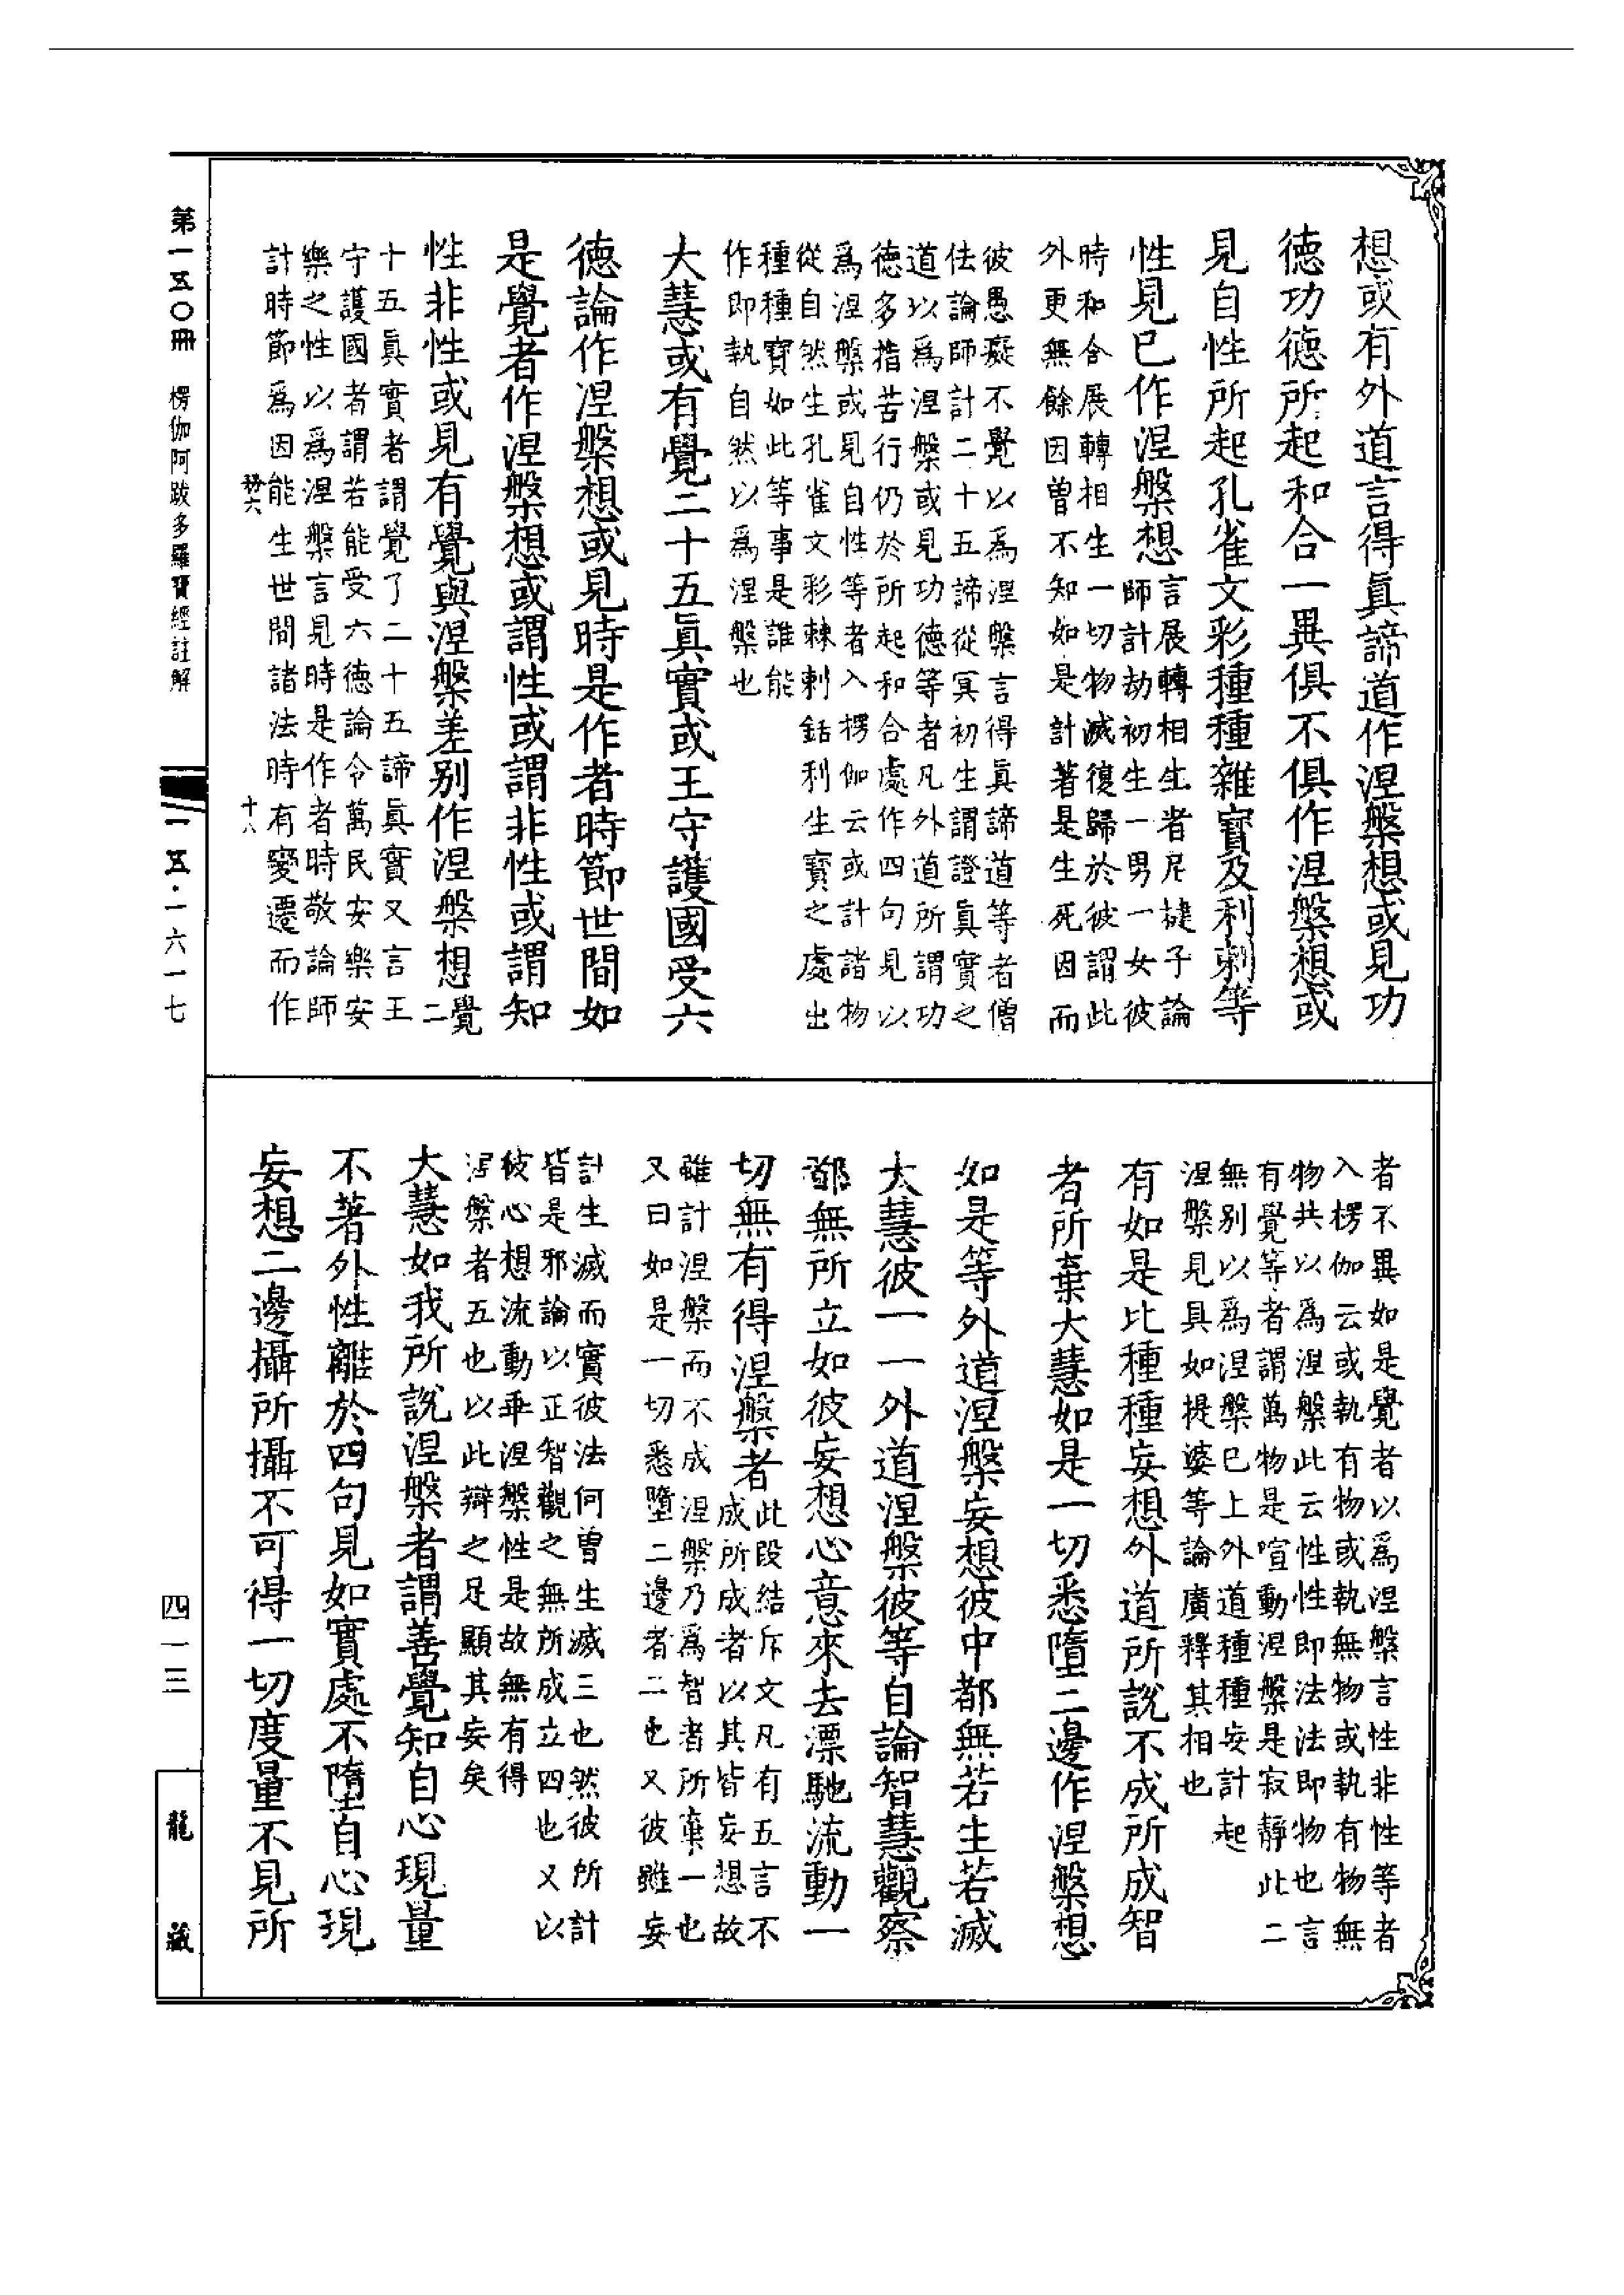 想或有外道言得眞諦道作涅槃想或見功
德功德所起和合一異俱不俱作涅槃想或
見自性所起孔雀文彩種種雜寶及利刺等
性見巳作涅槃想
言展轉相生者尼揵子論
師計劫初生一男一女彼
時和合展轉相生一切物滅復歸於彼謂此
外更無餘因曾不知如是計著是生死因而
彼愚癡不覺以爲涅槃言得眞諦道等者僧
佉論師計二十五諦從冥初生謂證眞實之
道以爲涅槃或見功德等者凡外道所謂功
德多指苦行仍於所起和合處作四句見以
爲涅槃或見自性等者入楞伽云或計諸物
從自然生孔雀文彩棘刺銛利生寶之處出
種種寶如此等事是誰能
作即執自然以爲涅槃也
大慧或有覺二十五眞實或王守護國受六
德論作涅槃想或見時是作者時節世間如
是覺者作涅槃想或謂性或謂非性或謂知
性非性或見有覺與涅槃差别作涅槃想
覺
二
十五眞實者謂覺了二十五諦眞實又言王
守護國者謂若能受六德論令萬民安樂安
樂之性以爲涅槃言見時是作者時散論師
計時節爲因能生世間諸法時有變遷而作
十八
者不異如是覺者以爲涅槃言性非性等者
入楞伽云或執有物或執無物或執有物無
物共以爲涅槃此云性性即法法即物也言
有覺等者謂萬物是喧動涅槃是寂靜此二
無别以爲涅槃巳上外道種種妄計起
涅槃見具如提婆等論廣釋其相也
有如是比種種妄想外道所說不成所成智
者所棄大慧如是一切悉墮二邊作涅槃想
如是等外道涅槃妄想彼中都無若生若滅
大慧彼一一外道涅槃彼等自論智慧觀察
都無所立如彼妄想心意來去漂馳流動一
切無有得涅槃者
此段結斥文凡有五言不
成所成者以其皆妄想故
雖計涅槃而不成涅槃乃爲智者所棄一也
又曰如是一切悉墮二邊者二也又彼雖妄
計生滅而實彼法何曾生滅三也然彼所計
皆是邪論以正智觀之無所成立四也又以
彼心想流動乖涅槃性是故無有得
涅槃者五也以此辯之足顯其妄矣
大慧如我所說涅槃者謂善覺知自心現量
不著外性離於四句見如實處不墮自心現
妄想二邊攝所攝不可得一切度量不見所
第一五〇冊
楞伽阿跋多羅寶經註解
一五·一六一七
四一三
龍藏